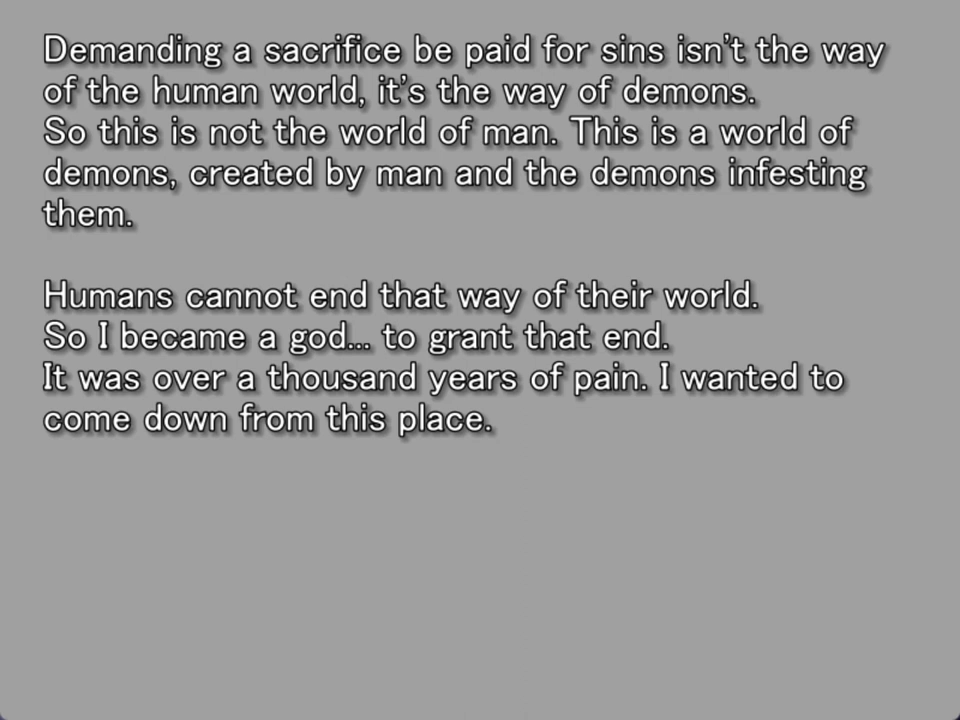 Demanding a sacrifice be paid for sins isn't the way
of the human world, it's the way of demons.
So this is not the world of man. This is a world of
demons, created by man and the demons infesting
them.
Humans cannot end that way of their world.
So I became a god... to grant that end.
It was over a thousand years of pain. I wanted to
come down from this place.